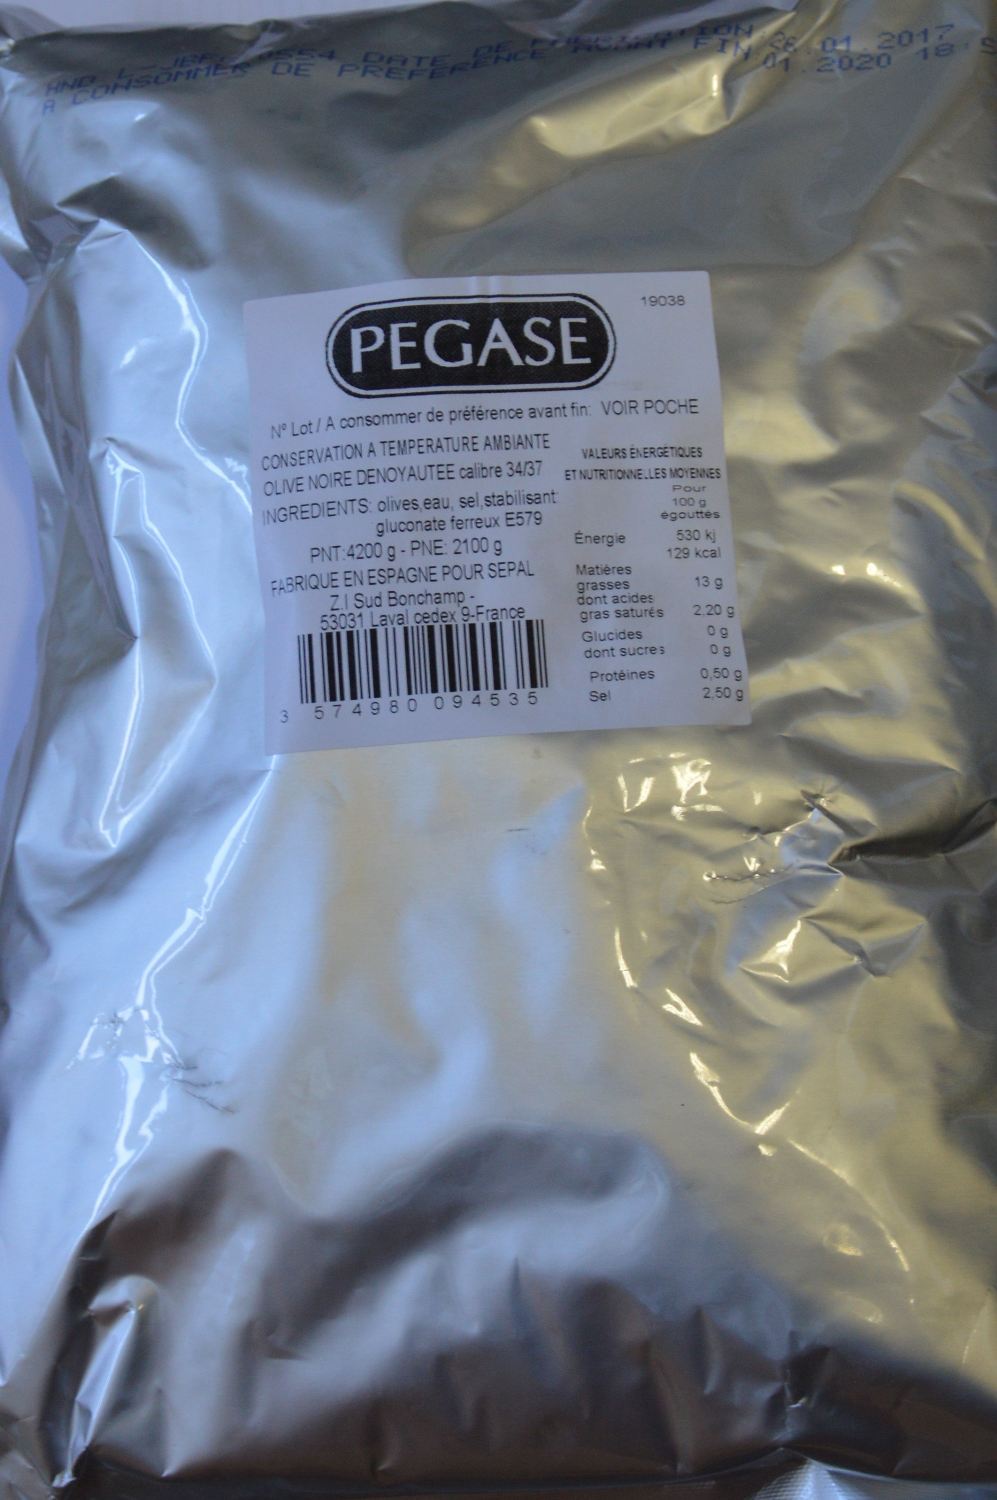 DATE DE FABRICATION 26.01.2017
A CONSOMMER DE PREFERENCE AVANT FIN 01.2020 18
PEGASE
19038
N° Lot / A consommer de préférence avant fin: VOIR POCHE
CONSERVATION A TEMPERATURE AMBIANTE
OLIVE NOIRE DENOYAUTEE calibre 34/37
INGREDIENTS: olives,eau, sel,stabilisant:
gluconate ferreux E579
PNT:4200 g - PNE: 2100 g
FABRIQUE EN ESPAGNE POUR SEPAL
Z.I Sud Bonchamp -
53031 Laval cedex 9-France
3 574980 094535
VALEURS ÉNERGÉTIQUES
ET NUTRITIONNELLES MOYENNES
Pour
100 g
égouttés
Énergie 530 kj
129 kcal
Matières
grasses 13 g
dont acides
gras saturés 2,20 g
Glucides 0 g
dont sucres 0 g
Protéines 0,50 g
Sel 2,50 g